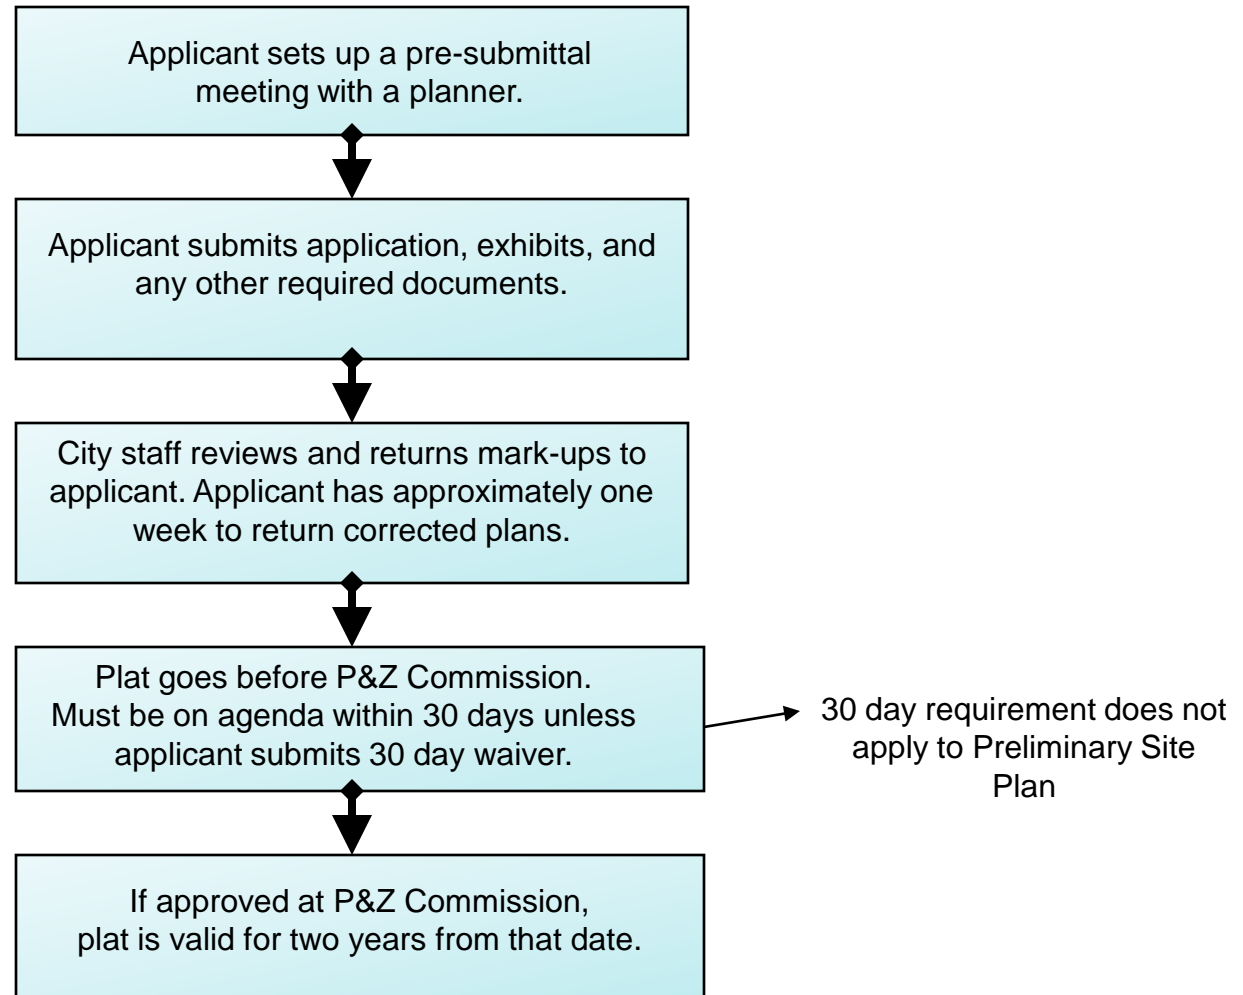 Applicant sets up a pre-submittal
meeting with a planner.
Applicant submits application, exhibits, and
any other required documents.
City staff reviews and returns mark-ups to
applicant. Applicant has approximately one
week to return corrected plans.
Plat goes before P&Z Commission.
Must be on agenda within 30 days unless
applicant submits 30 day waiver.
30 day requirement does not
apply to Preliminary Site
Plan
If approved at P&Z Commission,
plat is valid for two years from that date.